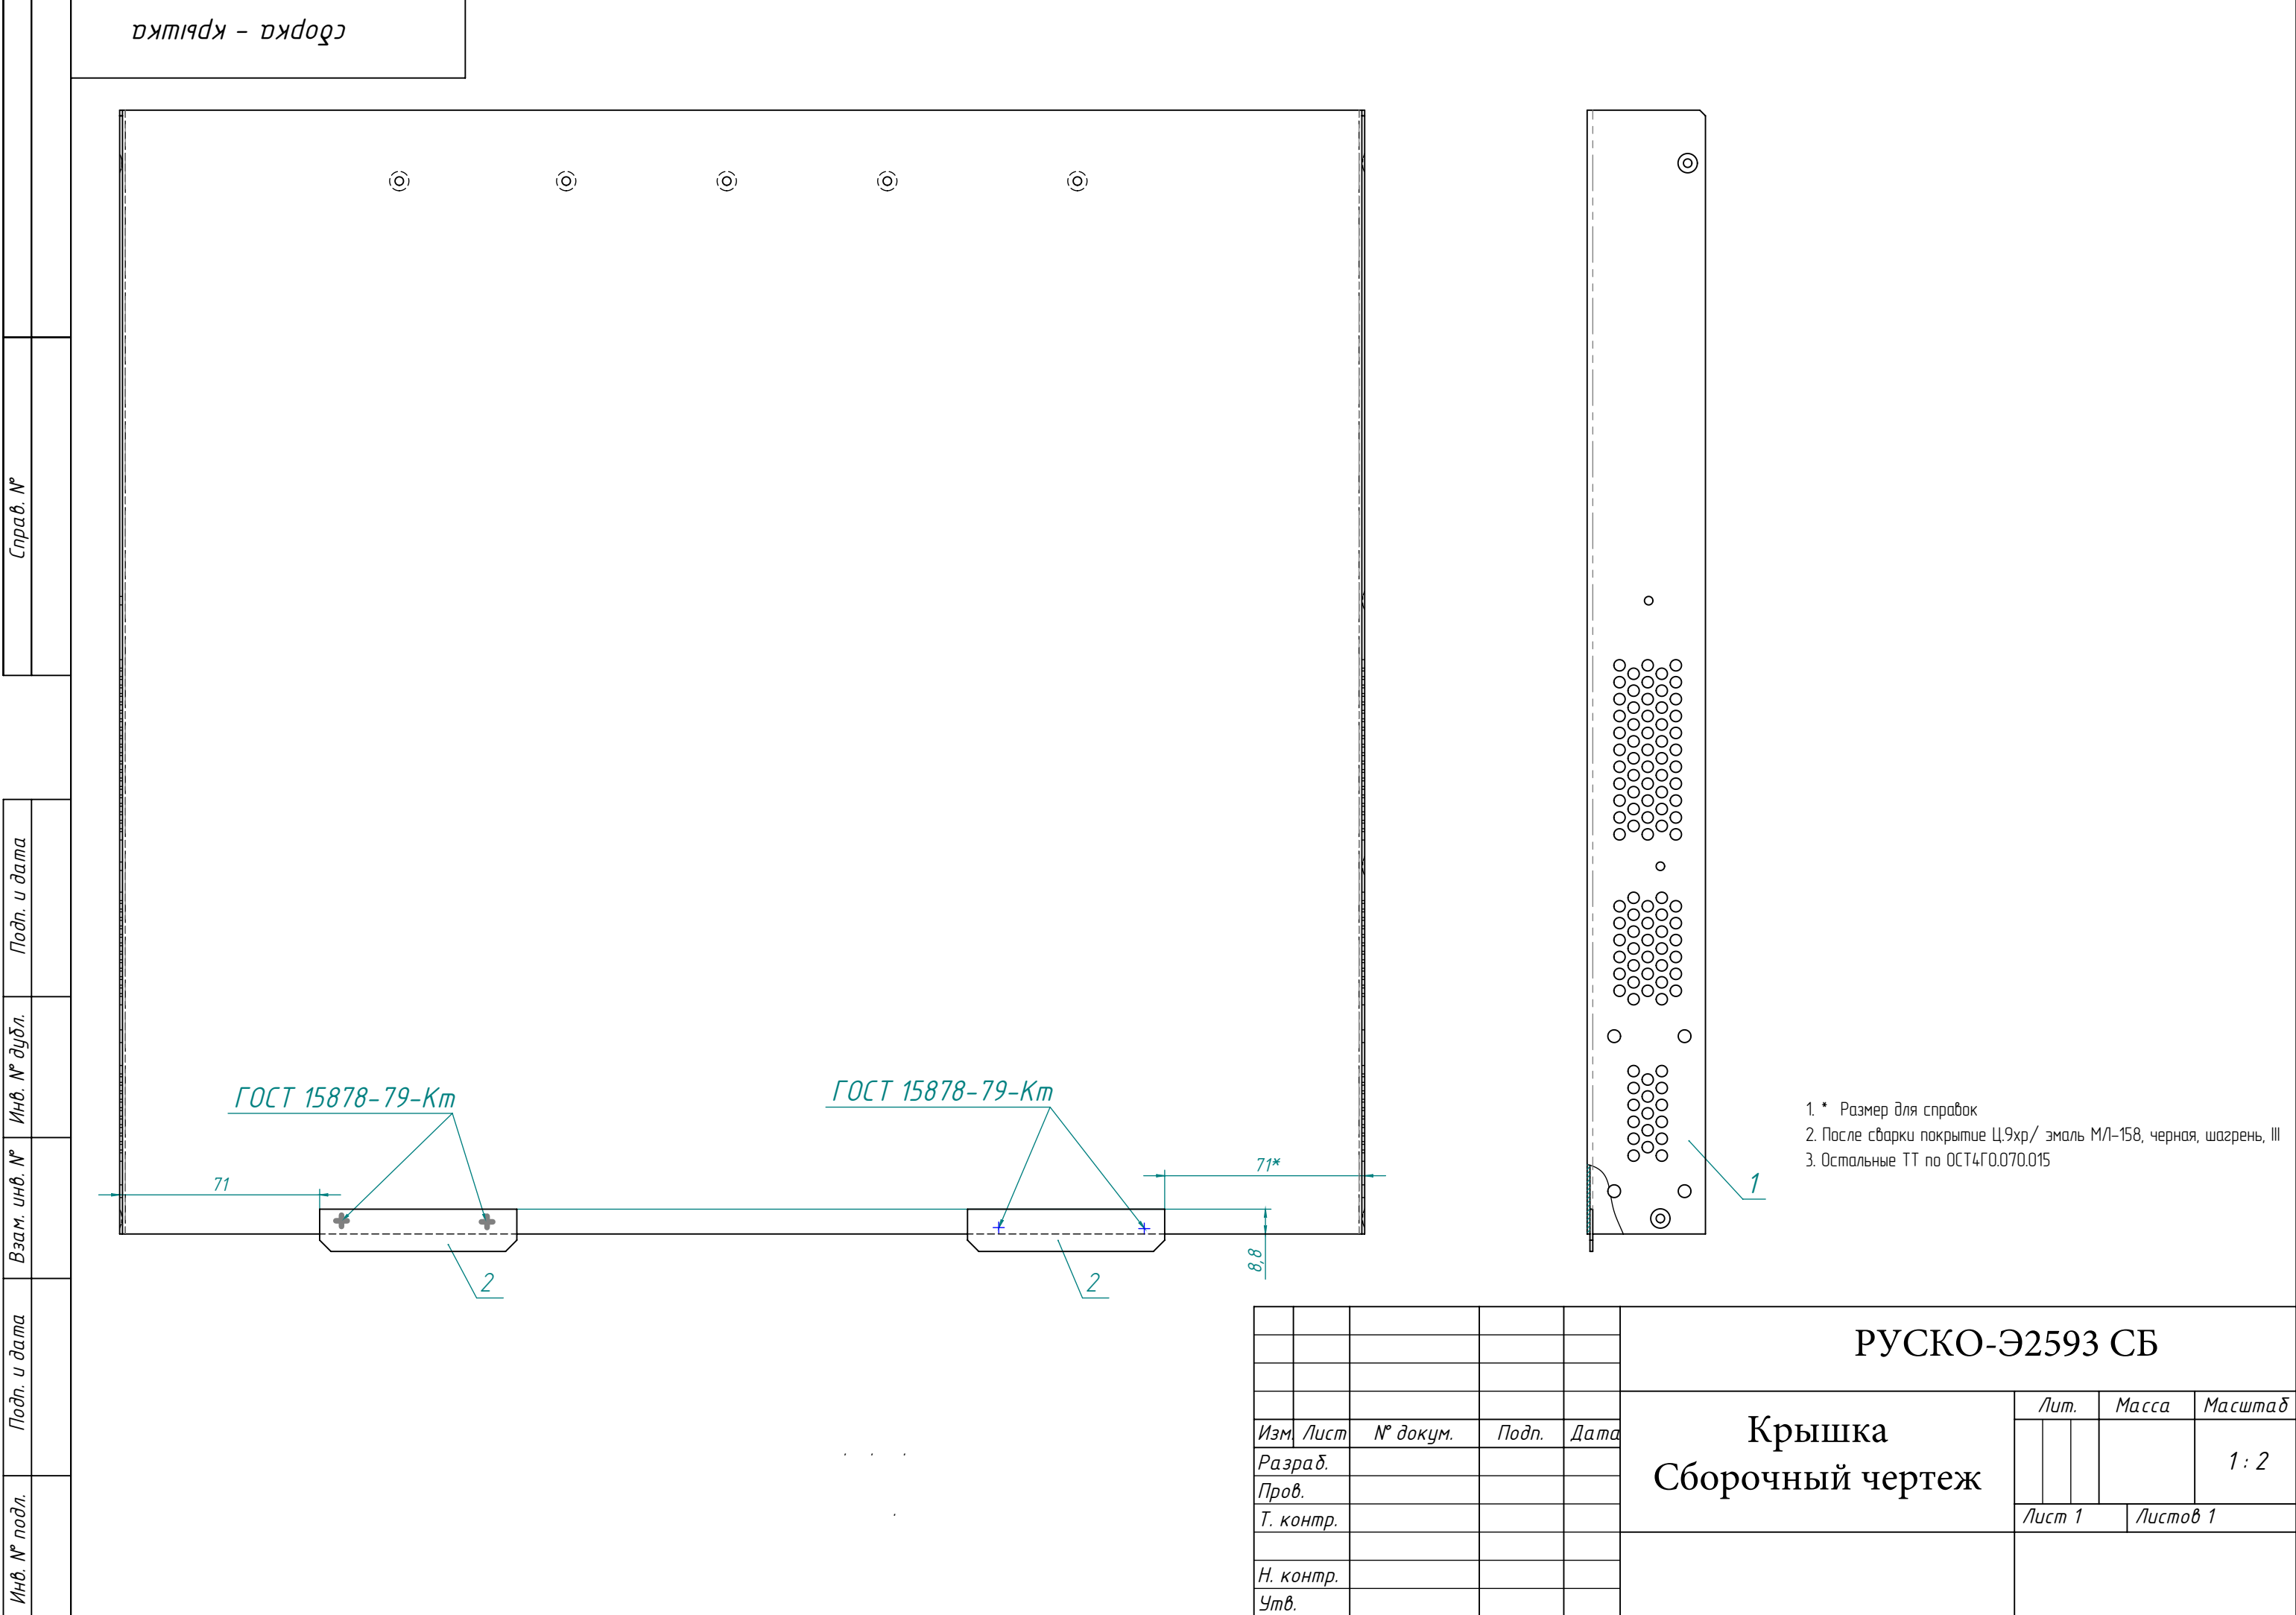 сборка - крышка
Справ. №
Подп. и дата
Инв. № дубл.
Взам. инв. №
Подп. и дата
Инв. № подл.
ГОСТ 15878-79-Кт
ГОСТ 15878-79-Кт
71
71*
8,8
2
2
1
1. * Размер для справок
2. После сварки покрытие Ц.9хр/ эмаль МЛ-158, черная, шагрень, III
3. Остальные ТТ по ОСТ4Г0.070.015
РУСКО-Э2593 СБ
Изм. Лист № докум. Подп. Дата
Разраб.
Пров.
Т. контр.
Н. контр.
Утв.
Крышка
Сборочный чертеж
Лит. Масса Масштаб
1 : 2
Лист 1 Листов 1